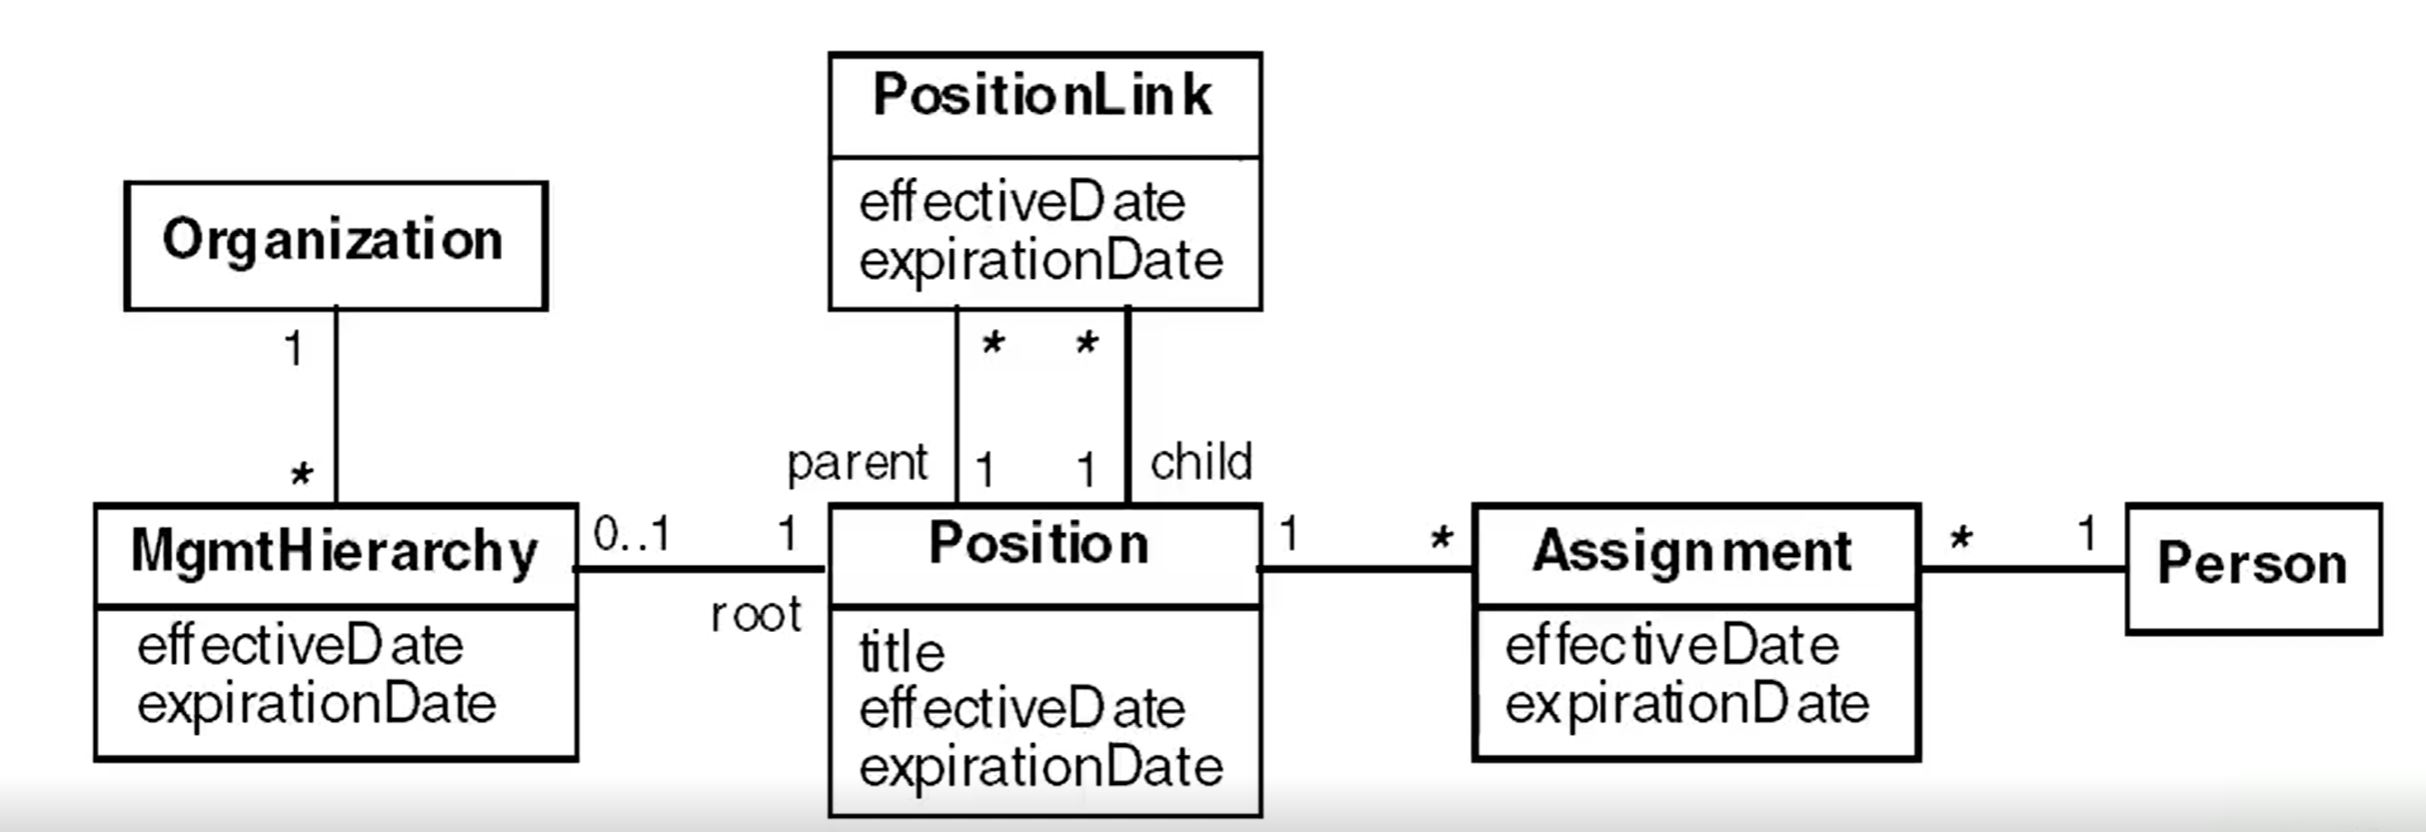 PositionLink
effectiveDate
expirationDate
Organization
1
*
* *
parent 1 1 child
MgmtHierarchy
effectiveDate
expirationDate
0..1 1
root
Position
title
effectiveDate
expirationDate
1 *
Assignment
effectiveDate
expirationDate
* 1
Person